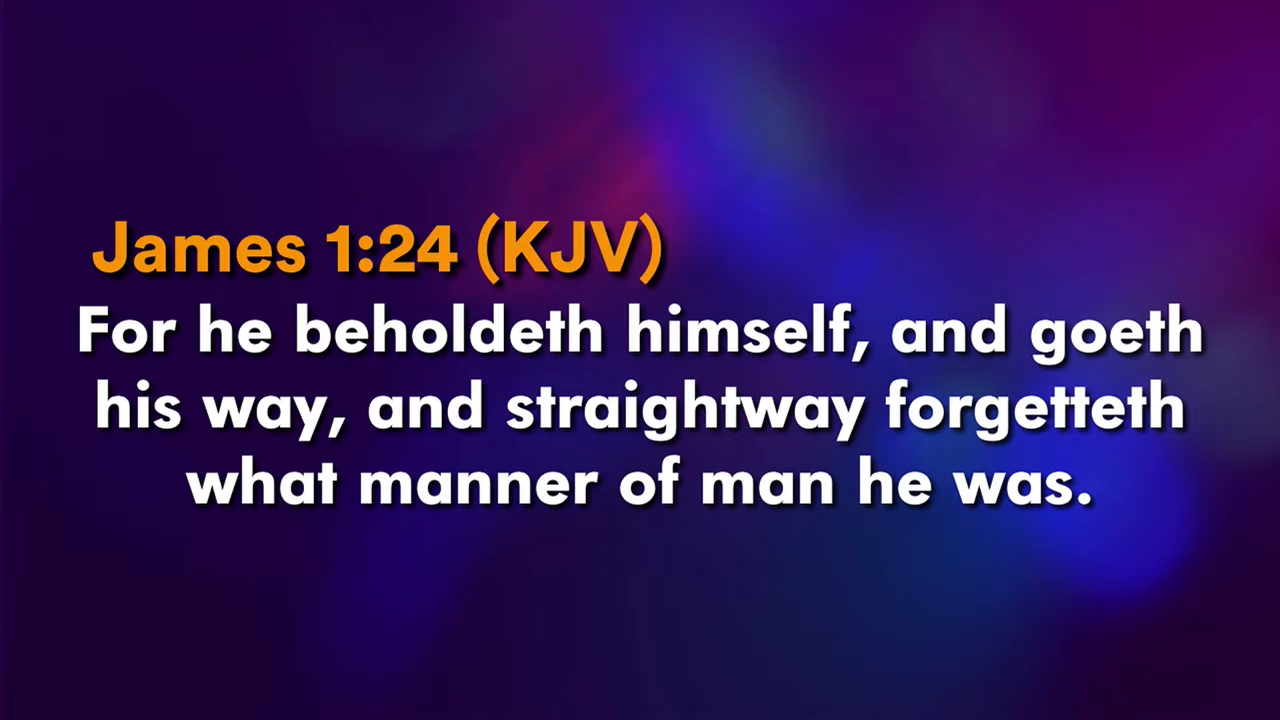 James 1:24 (KJV)
For he beholdeth himself, and goeth
his way, and straightway forgetteth
what manner of man he was.